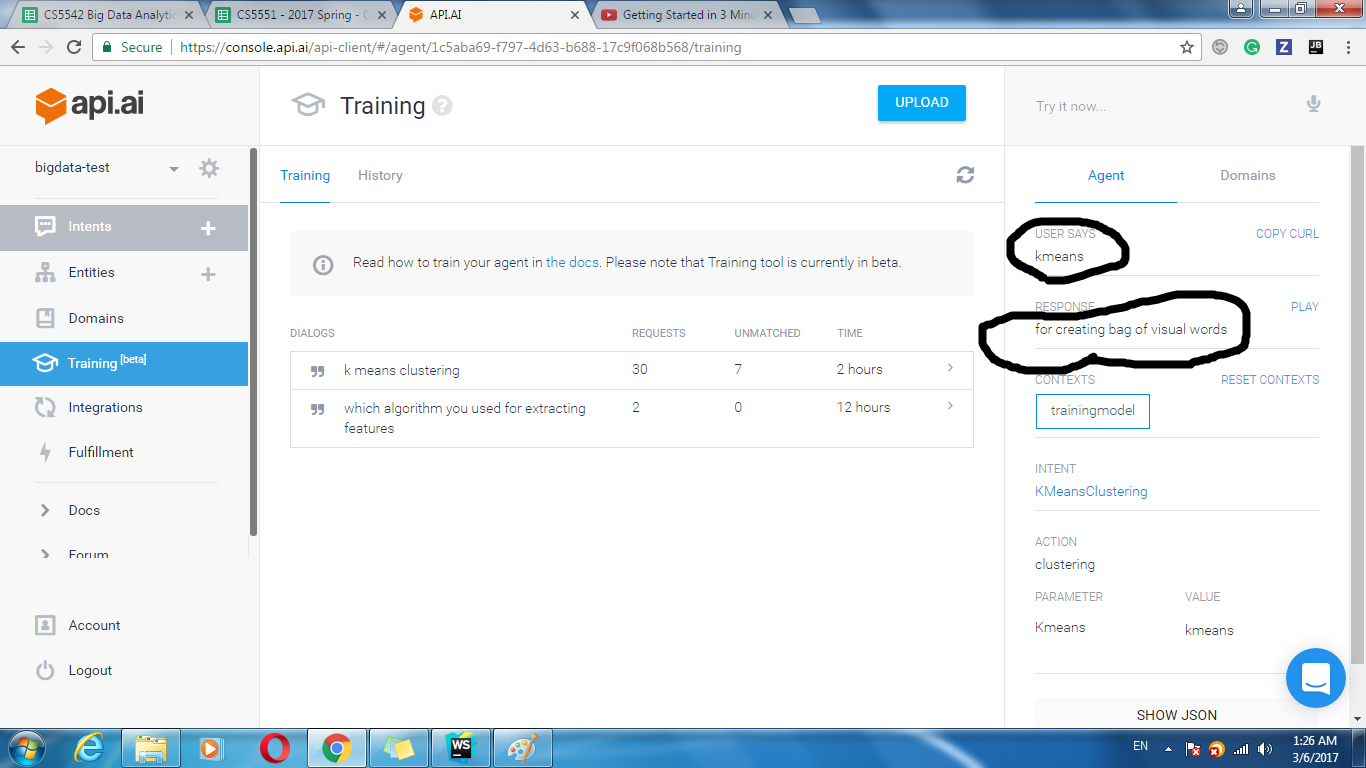 CS5542 Big Data Analytic
CS5551 - 2017 Spring - G
API.AI
Getting Started in 3 Minu
Secure
https://console.api.ai/api-client/#/agent/1c5aba69-f797-4d63-b688-17c9f068b568/training
Z
JB
api.ai
bigdata-test
Intents
Entities
Domains
Training [beta]
Integrations
Fulfillment
Docs
Forum
Account
Logout
Training ?
UPLOAD
Training
History
Read how to train your agent in the docs. Please note that Training tool is currently in beta.
DIALOGS REQUESTS UNMATCHED TIME
k means clustering 30 7 2 hours
which algorithm you used for extracting 2 0 12 hours
features
Try it now...
Agent
Domains
USER SAYS COPY CURL
kmeans
RESPONSE PLAY
for creating bag of visual words
CONTEXTS RESET CONTEXTS
trainingmodel
INTENT
KMeansClustering
ACTION
clustering
PARAMETER VALUE
Kmeans kmeans
SHOW JSON
WS
EN
1:26 AM
3/6/2017